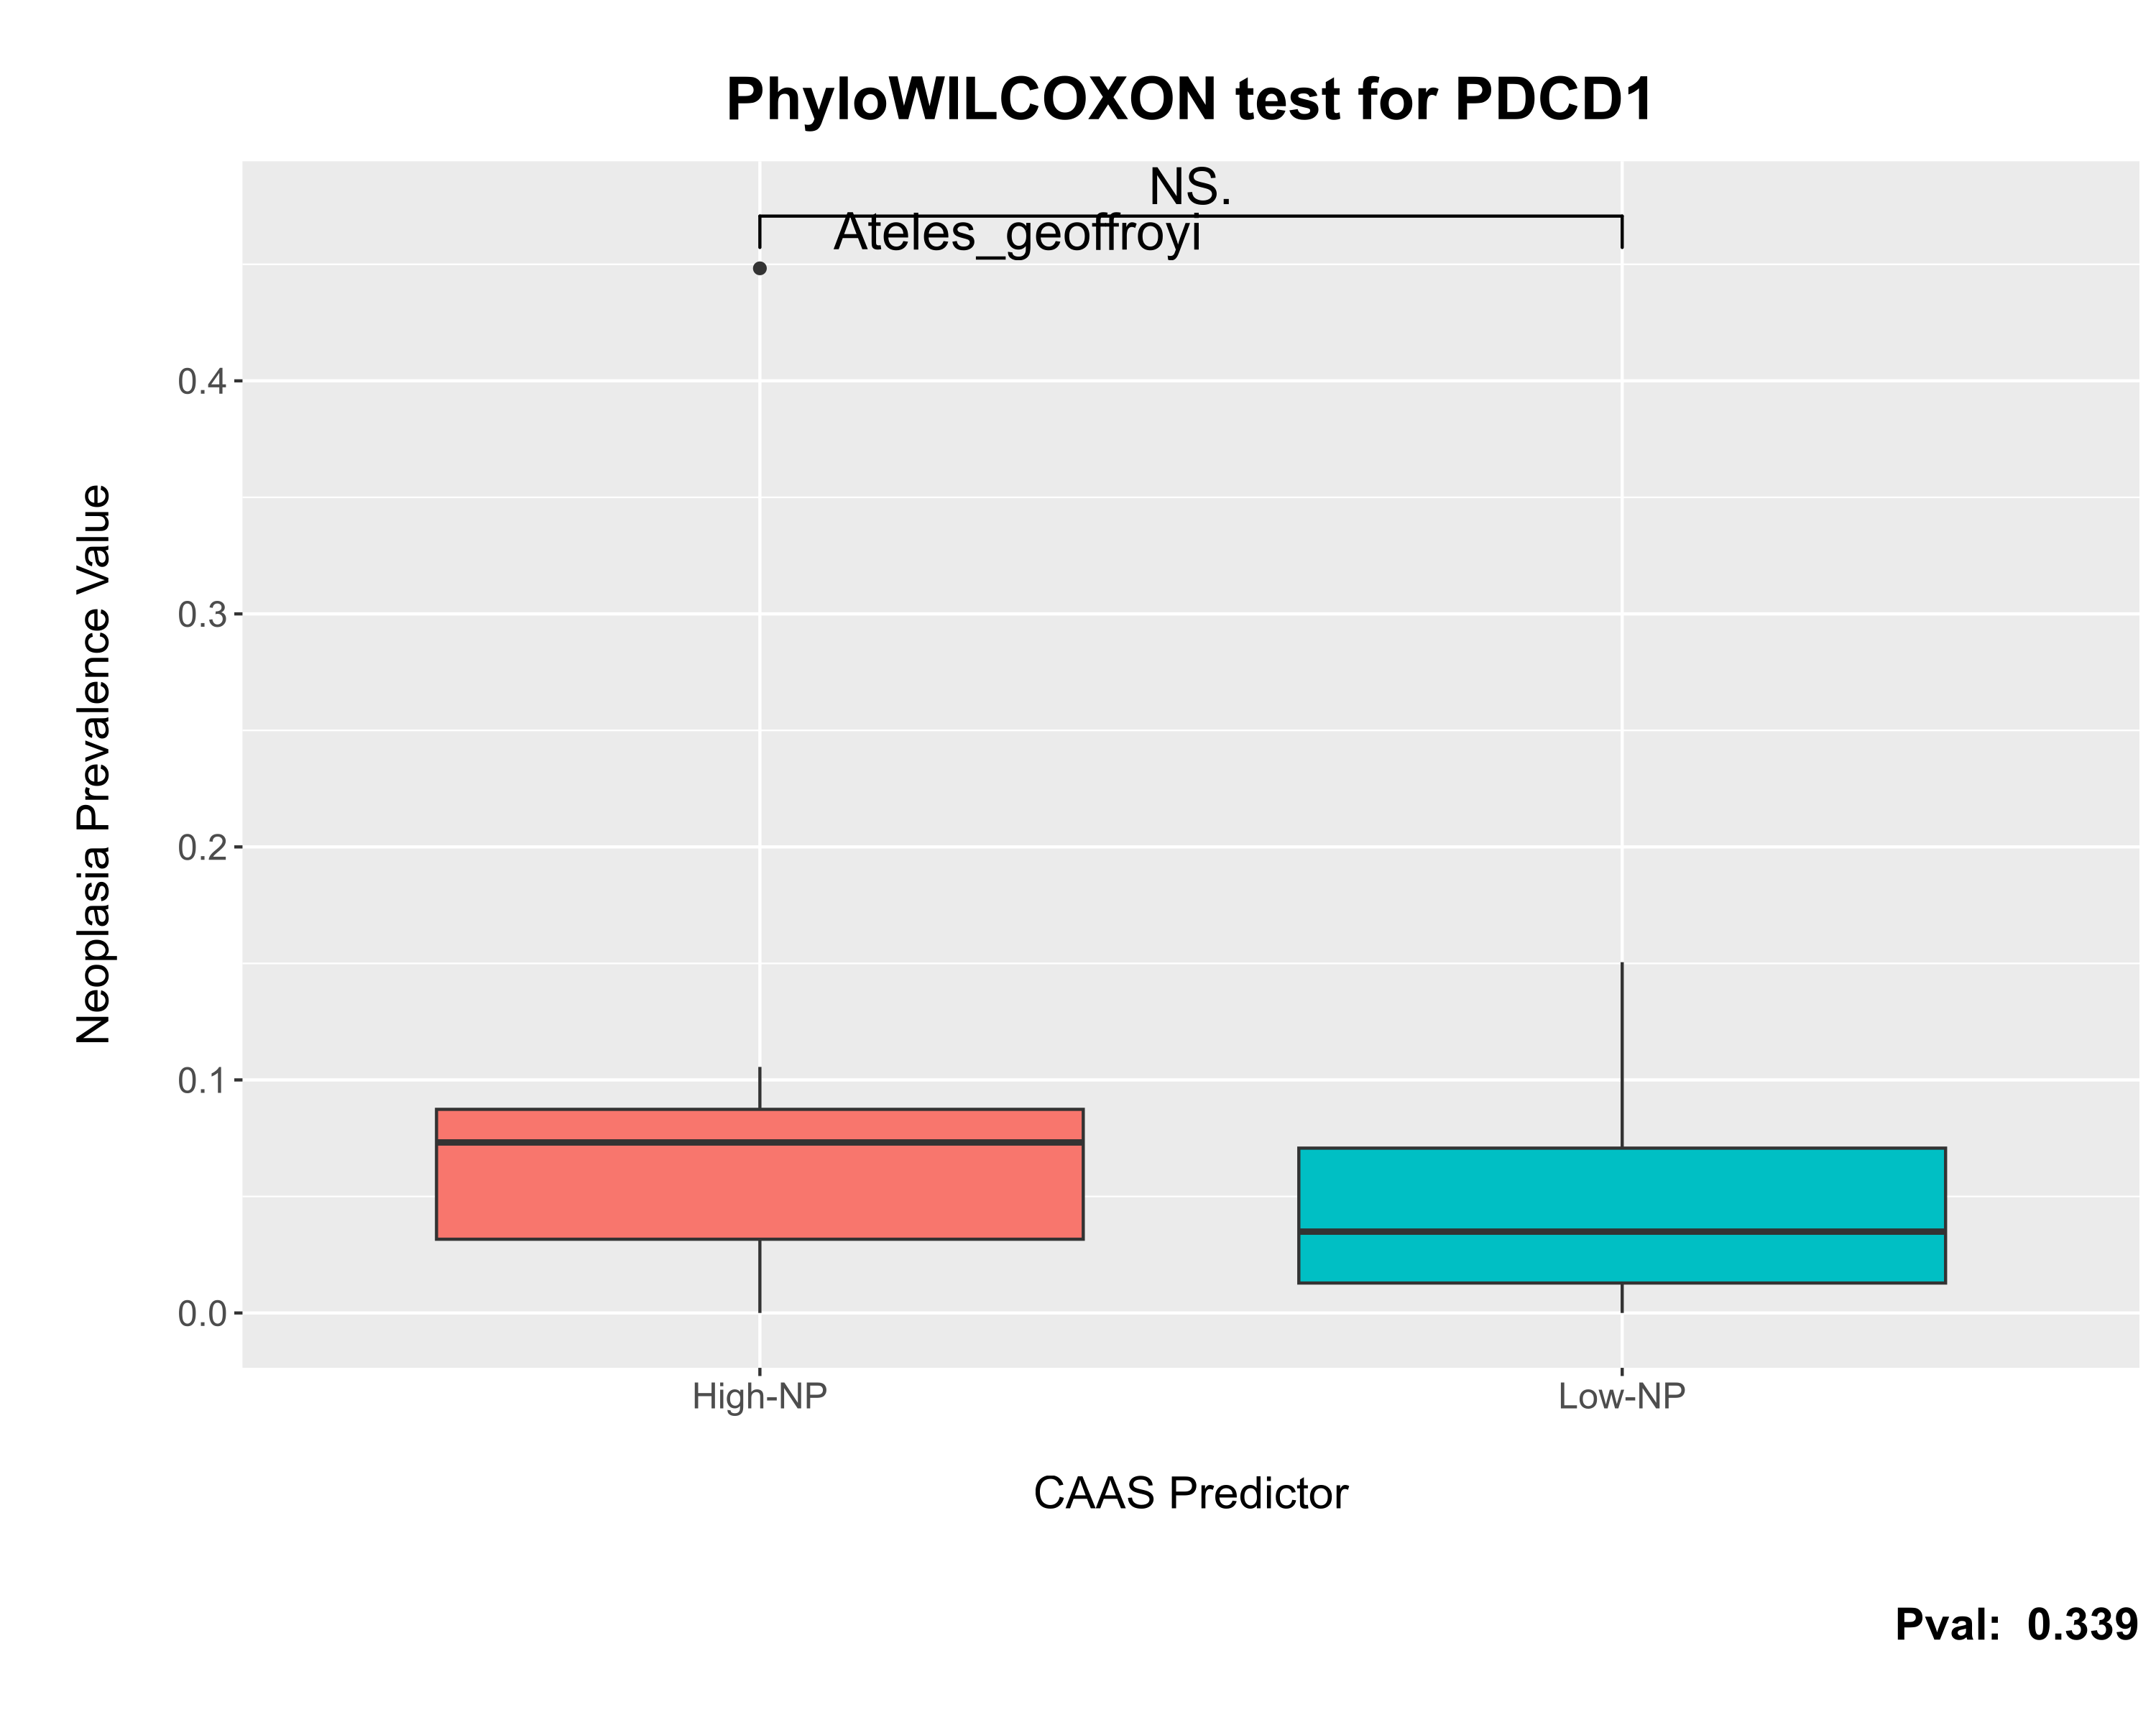 PhyloWILCOXON test for PDCD1
NS.
Ateles_geoffroyi
Neoplasia Prevalence Value
0.4
0.3
0.2
0.1
0.0
High-NP
Low-NP
CAAS Predictor
Pval: 0.339